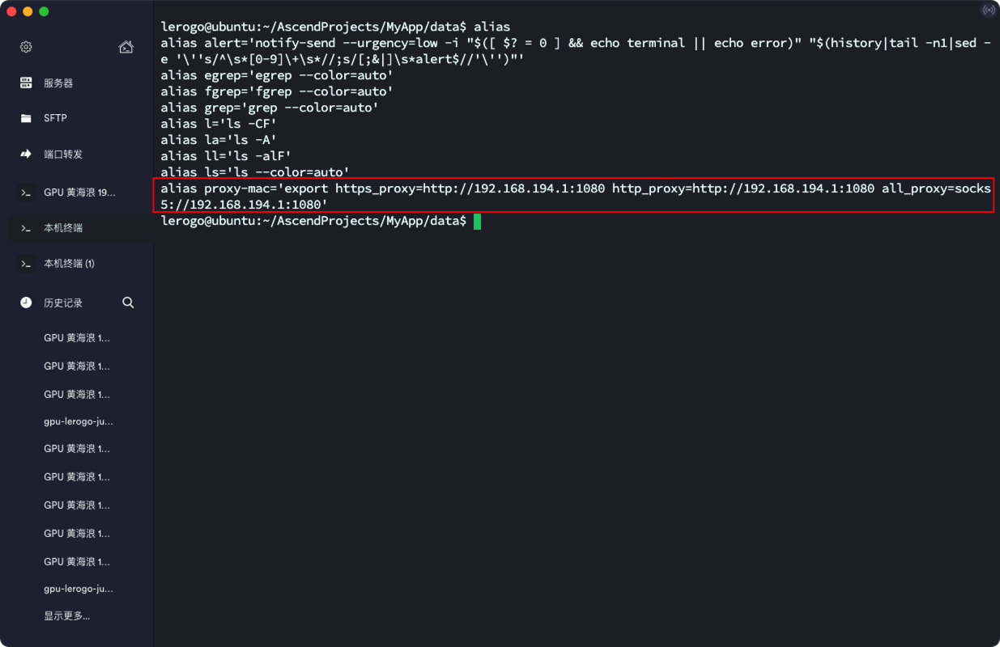 服务器
SFTP
端口转发
GPU 黄海浪 19...
本机终端
本机终端 (1)
历史记录
GPU 黄海浪 1...
GPU 黄海浪 1...
GPU 黄海浪 1...
gpu-lerogo-ju...
GPU 黄海浪 1...
GPU 黄海浪 1...
GPU 黄海浪 1...
GPU 黄海浪 1...
GPU 黄海浪 1...
gpu-lerogo-ju...
显示更多...
lerogo@ubuntu:~/AscendProjects/MyApp/data$ alias
alias alert='notify-send --urgency=low -i "$([ $? = 0 ] && echo terminal || echo error)" "$(history|tail -n1|sed -
e '\''s/^\s*[0-9]\+\s*//;s/[;&|]\s*alert$//'\'')"'
alias egrep='egrep --color=auto'
alias fgrep='fgrep --color=auto'
alias grep='grep --color=auto'
alias l='ls -CF'
alias la='ls -A'
alias ll='ls -alF'
alias ls='ls --color=auto'
alias proxy-mac='export https_proxy=http://192.168.194.1:1080 http_proxy=http://192.168.194.1:1080 all_proxy=socks
5://192.168.194.1:1080'
lerogo@ubuntu:~/AscendProjects/MyApp/data$